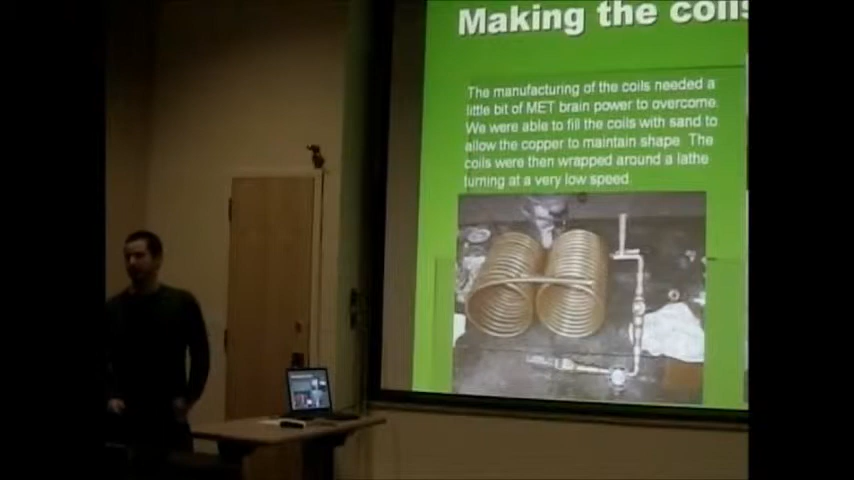 Making the coils
The manufacturing of the coils needed a
little bit of MET brain power to overcome.
We were able to fill the coils with sand to
allow the copper to maintain shape. The
coils were then wrapped around a lathe
turning at a very low speed.